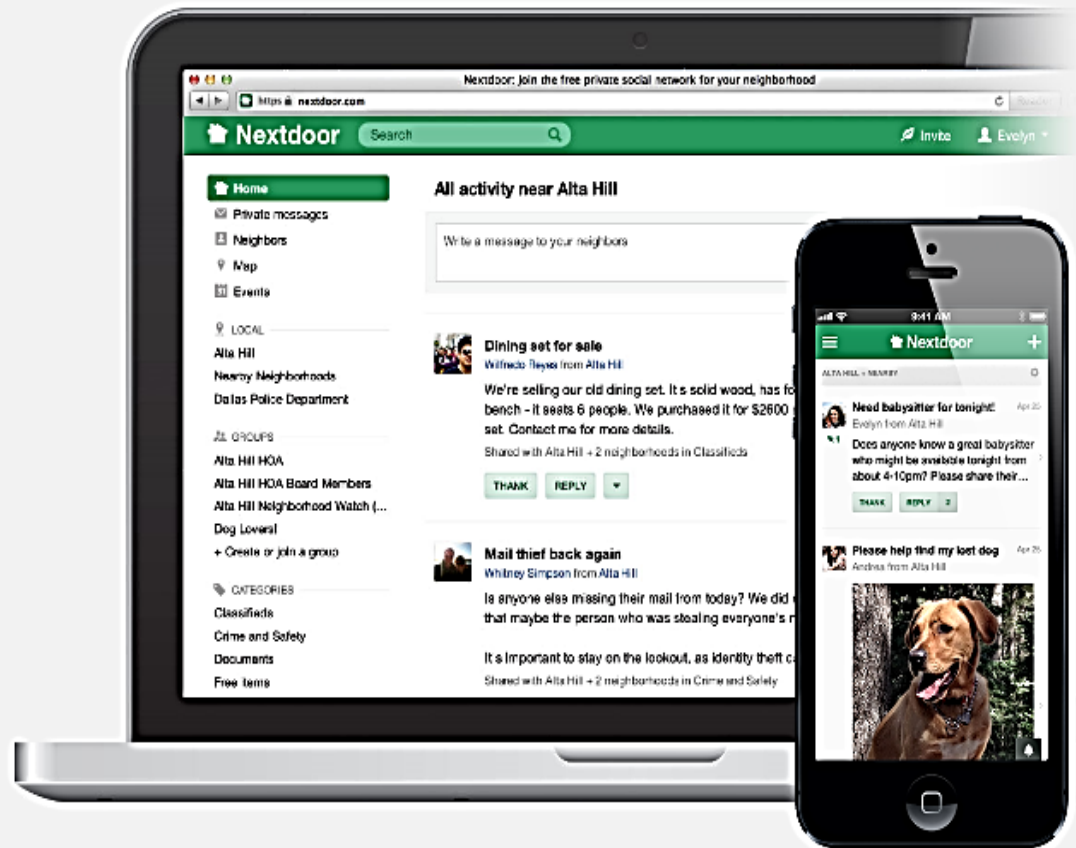 Nextdoor: Join the free private social network for your neighborhood
https nextdoor.com
Nextdoor
Search
Invite
Evelyn
Home
Private messages
Neighbors
Map
Events
LOCAL
Alta Hill
Nearby Neighborhoods
Dallas Police Department
GROUPS
Alta Hill HOA
Alta Hill HOA Board Members
Alta Hill Neighborhood Watch (...
Dog Lovers!
+ Create or join a group
CATEGORIES
Classifieds
Crime and Safety
Documents
Free items
All activity near Alta Hill
Write a message to your neighbors
Dining set for sale
Wilfredo Reyes from Alta Hill
We're selling our old dining set. It's solid wood, has fo
bench - it seats 6 people. We purchased it for $2600
set. Contact me for more details.
Shared with Alta Hill + 2 neighborhoods in Classifieds
THANK
REPLY
Mail thief back again
Whitney Simpson from Alta Hill
Is anyone else missing their mail from today? We did
that maybe the person who was stealing everyone's
It's important to stay on the lookout, as identity theft
Shared with Alta Hill + 2 neighborhoods in Crime and Safety
9:41 AM
Nextdoor
ALTA HILL + NEARBY
Need babysitter for tonight!
Apr 25
Evelyn from Alta Hill
Does anyone know a great babysitter
who might be available tonight from
about 4-10pm? Please share their...
THANK
REPLY 2
Please help find my lost dog
Apr 25
Andrea from Alta Hill